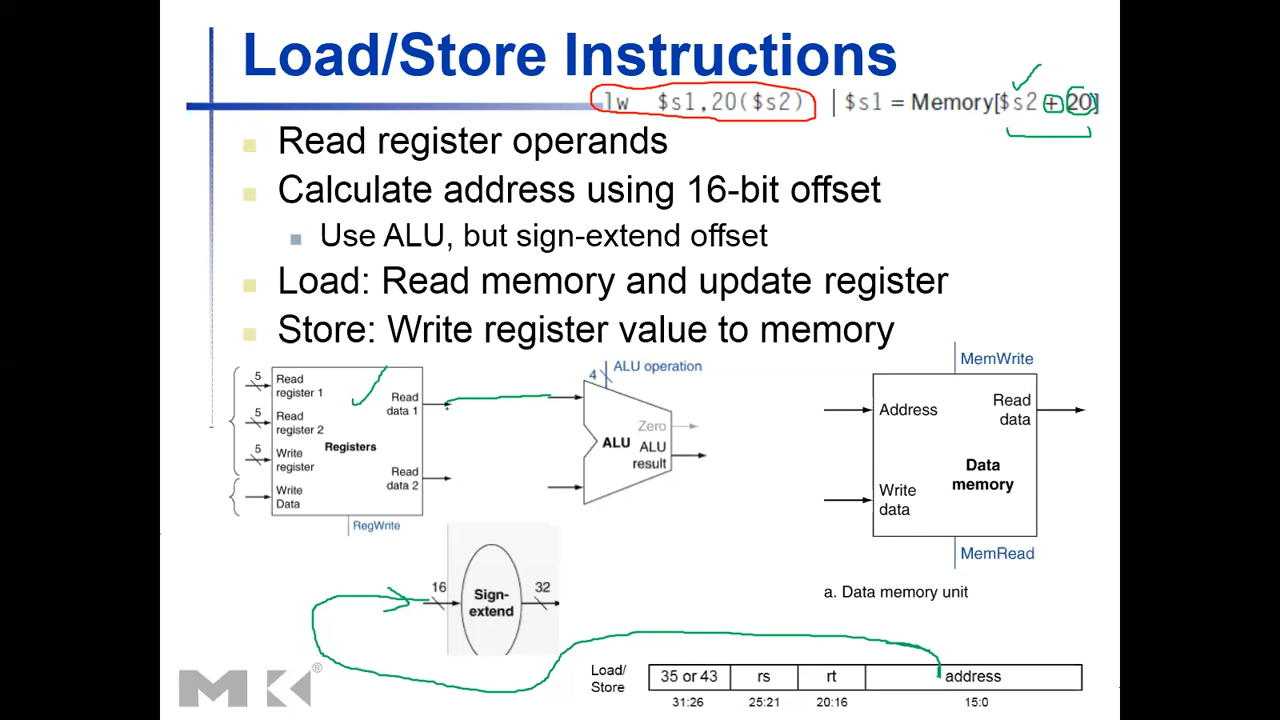 Load/Store Instructions
lw $s1,20($s2) | $s1 = Memory[$s2 + 20]
Read register operands
Calculate address using 16-bit offset
Use ALU, but sign-extend offset
Load: Read memory and update register
Store: Write register value to memory
5
Read
register 1
5
Read
register 2
5
Write
register
Write
Data
Registers
Read
data 1
Read
data 2
RegWrite
4
ALU operation
Zero
ALU
ALU
result
MemWrite
Address
Read
data
Data
memory
Write
data
MemRead
a. Data memory unit
16
Sign-
extend
32
Load/
Store
35 or 43 rs rt address
31:26 25:21 20:16 15:0
MK®